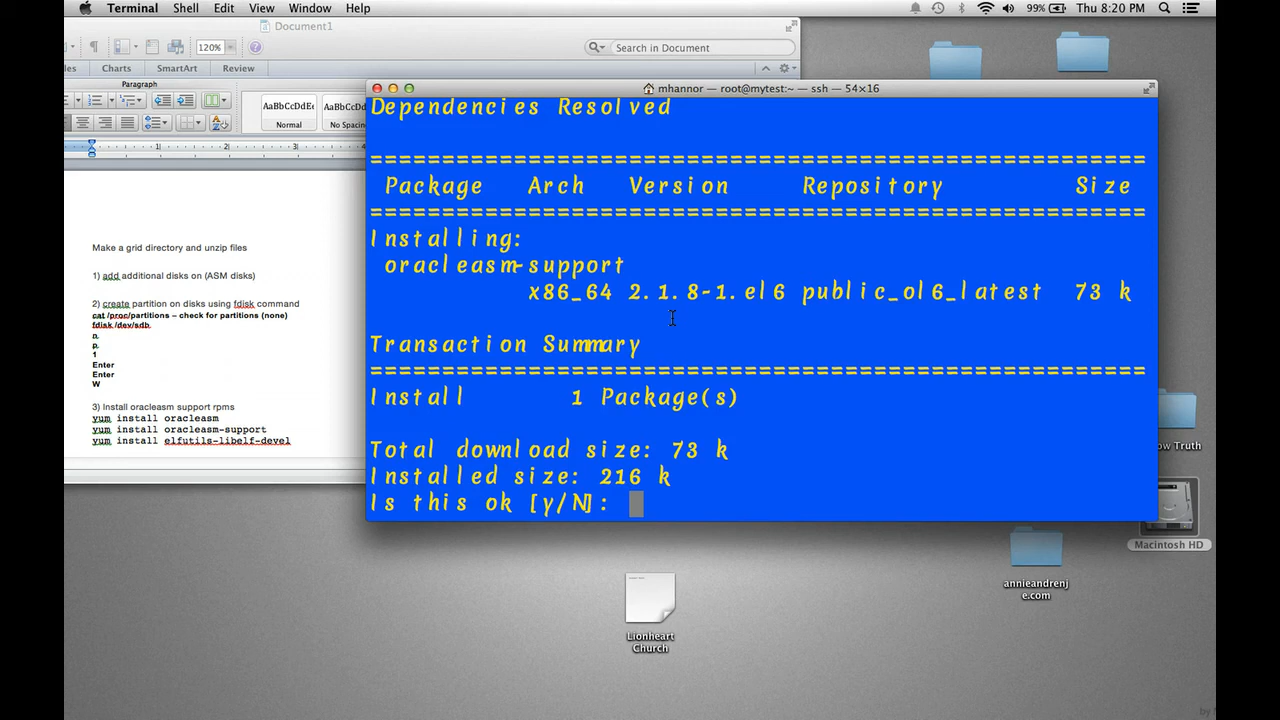 Terminal Shell Edit View Window Help 99% Thu 8:20 PM
Document1
120% Search in Document
Charts SmartArt Review
Paragraph
AaBbCcDdEe AaBbCcDdEe
Normal No Spacing
mhannor — root@mytest:~ — ssh — 54×16
Dependencies Resolved
======================================================
Package Arch Version Repository Size
======================================================
Installing:
oracleasm-support
x86_64 2.1.8-1.el6 public_ol6_latest 73 k
Transaction Summary
======================================================
Install 1 Package(s)
Total download size: 73 k
Installed size: 216 k
Is this ok [y/N]:
Make a grid directory and unzip files
1) add additional disks on (ASM disks)
2) create partition on disks using fdisk command
cat /proc/partitions – check for partitions (none)
fdisk /dev/sdb
n
p
1
Enter
Enter
W
3) Install oracleasm support rpms
yum install oracleasm
yum install oracleasm-support
yum install elfutils-libelf-devel
ow Truth
Macintosh HD
annieandrenj
e.com
Lionheart
Church